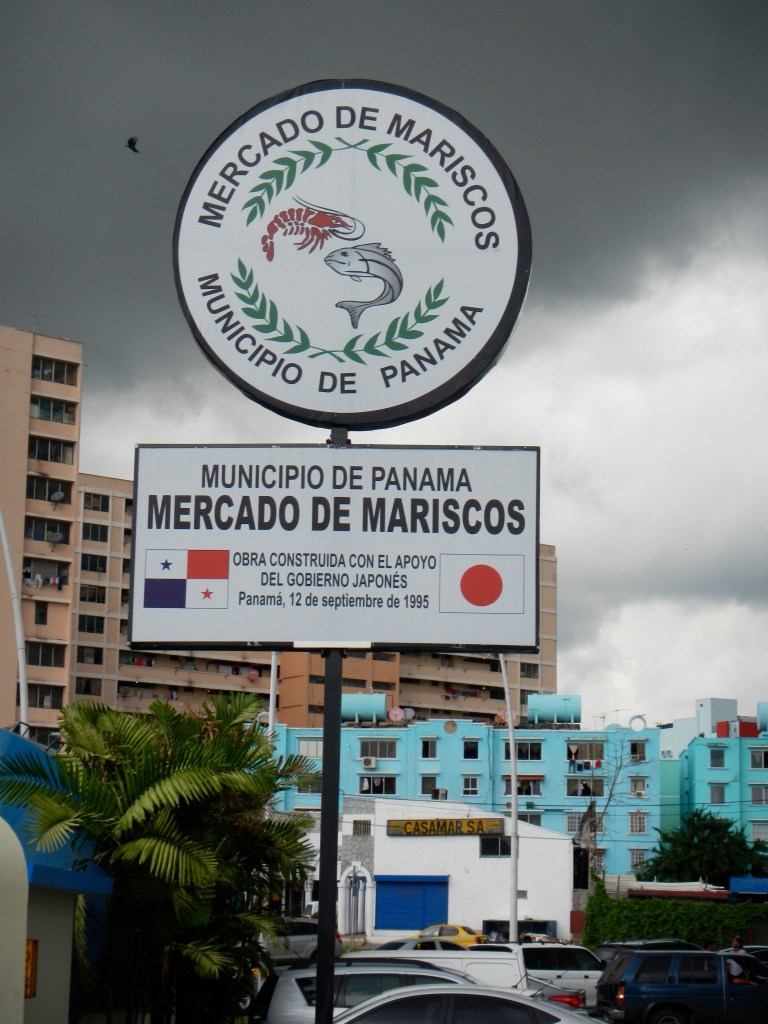 MERCADO DE MARISCOS
MUNICIPIO DE PANAMA
MUNICIPIO DE PANAMA
MERCADO DE MARISCOS
OBRA CONSTRUIDA CON EL APOYO
DEL GOBIERNO JAPONÉS
Panamá, 12 de septiembre de 1995
CASAMAR S.A